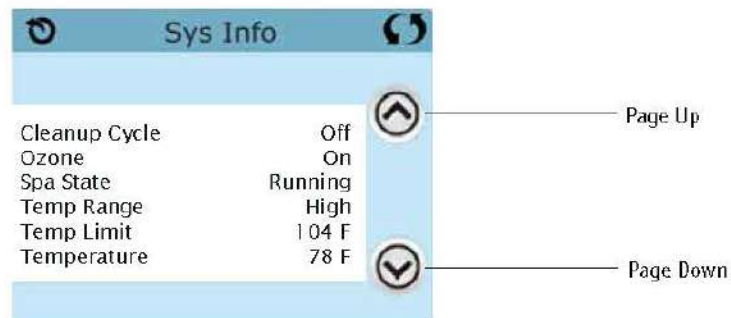 Sys Info
Page Up
Cleanup Cycle Off
Ozone On
Spa State Running
Temp Range High
Temp Limit 104 F
Temperature 78 F
Page Down